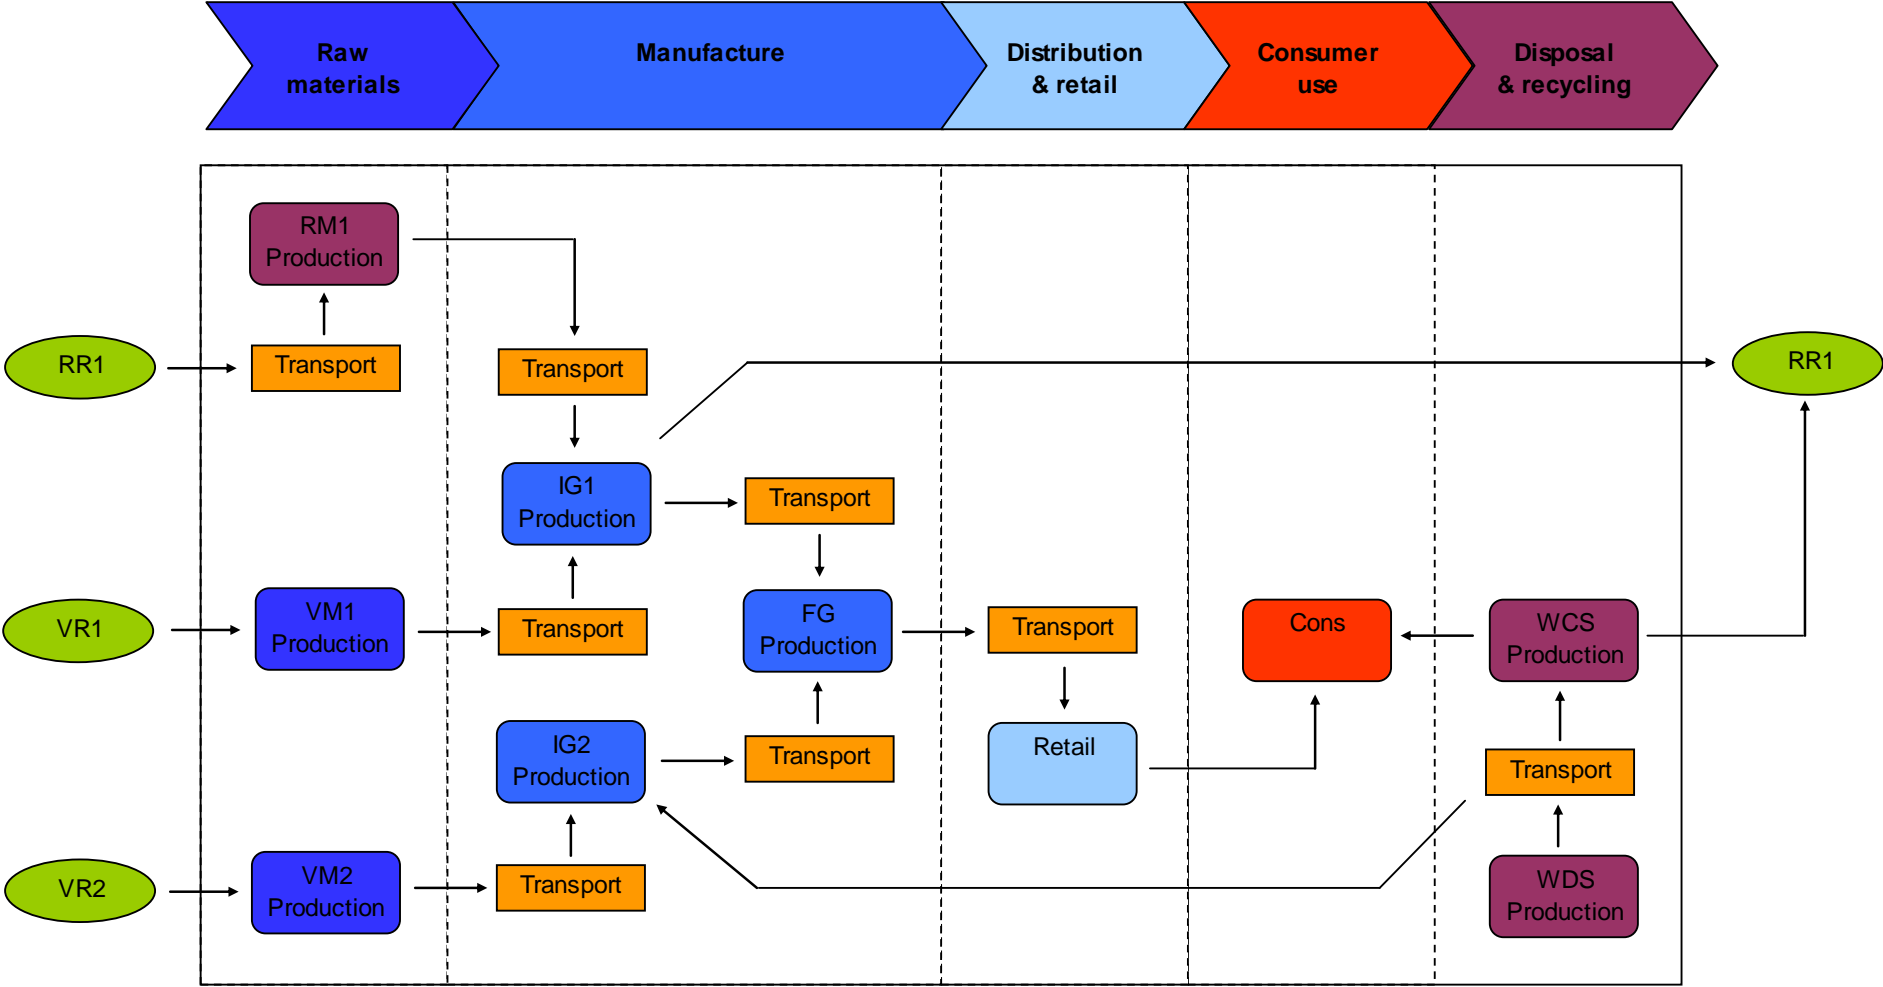 Raw
materials
Manufacture
Distribution
& retail
Consumer
use
Disposal
& recycling
RM1
Production
RR1
Transport
Transport
RR1
IG1
Production
Transport
VR1
VM1
Production
Transport
FG
Production
Transport
Cons
WCS
Production
IG2
Production
Transport
Retail
Transport
VR2
VM2
Production
Transport
WDS
Production